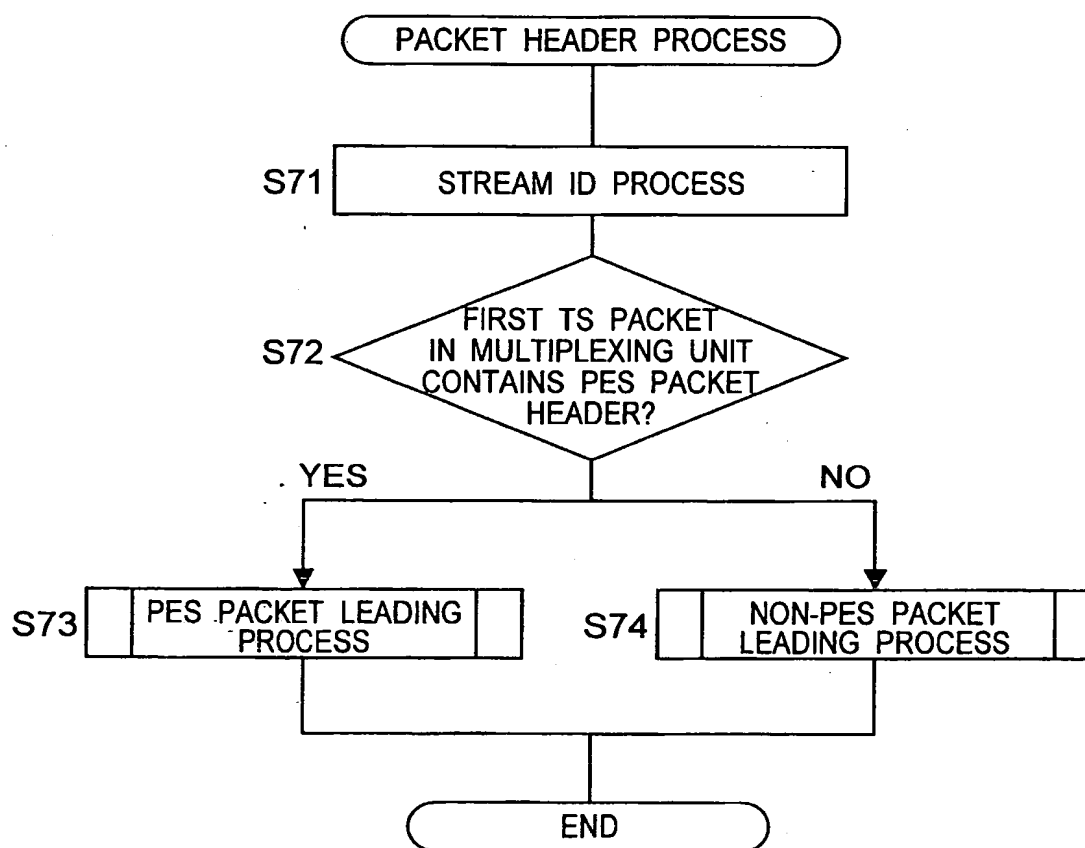 PACKET HEADER PROCESS
S71
STREAM ID PROCESS
S72
FIRST TS PACKET
IN MULTIPLEXING UNIT
CONTAINS PES PACKET
HEADER?
YES
NO
S73
PES PACKET LEADING
PROCESS
S74
NON-PES PACKET
LEADING PROCESS
END